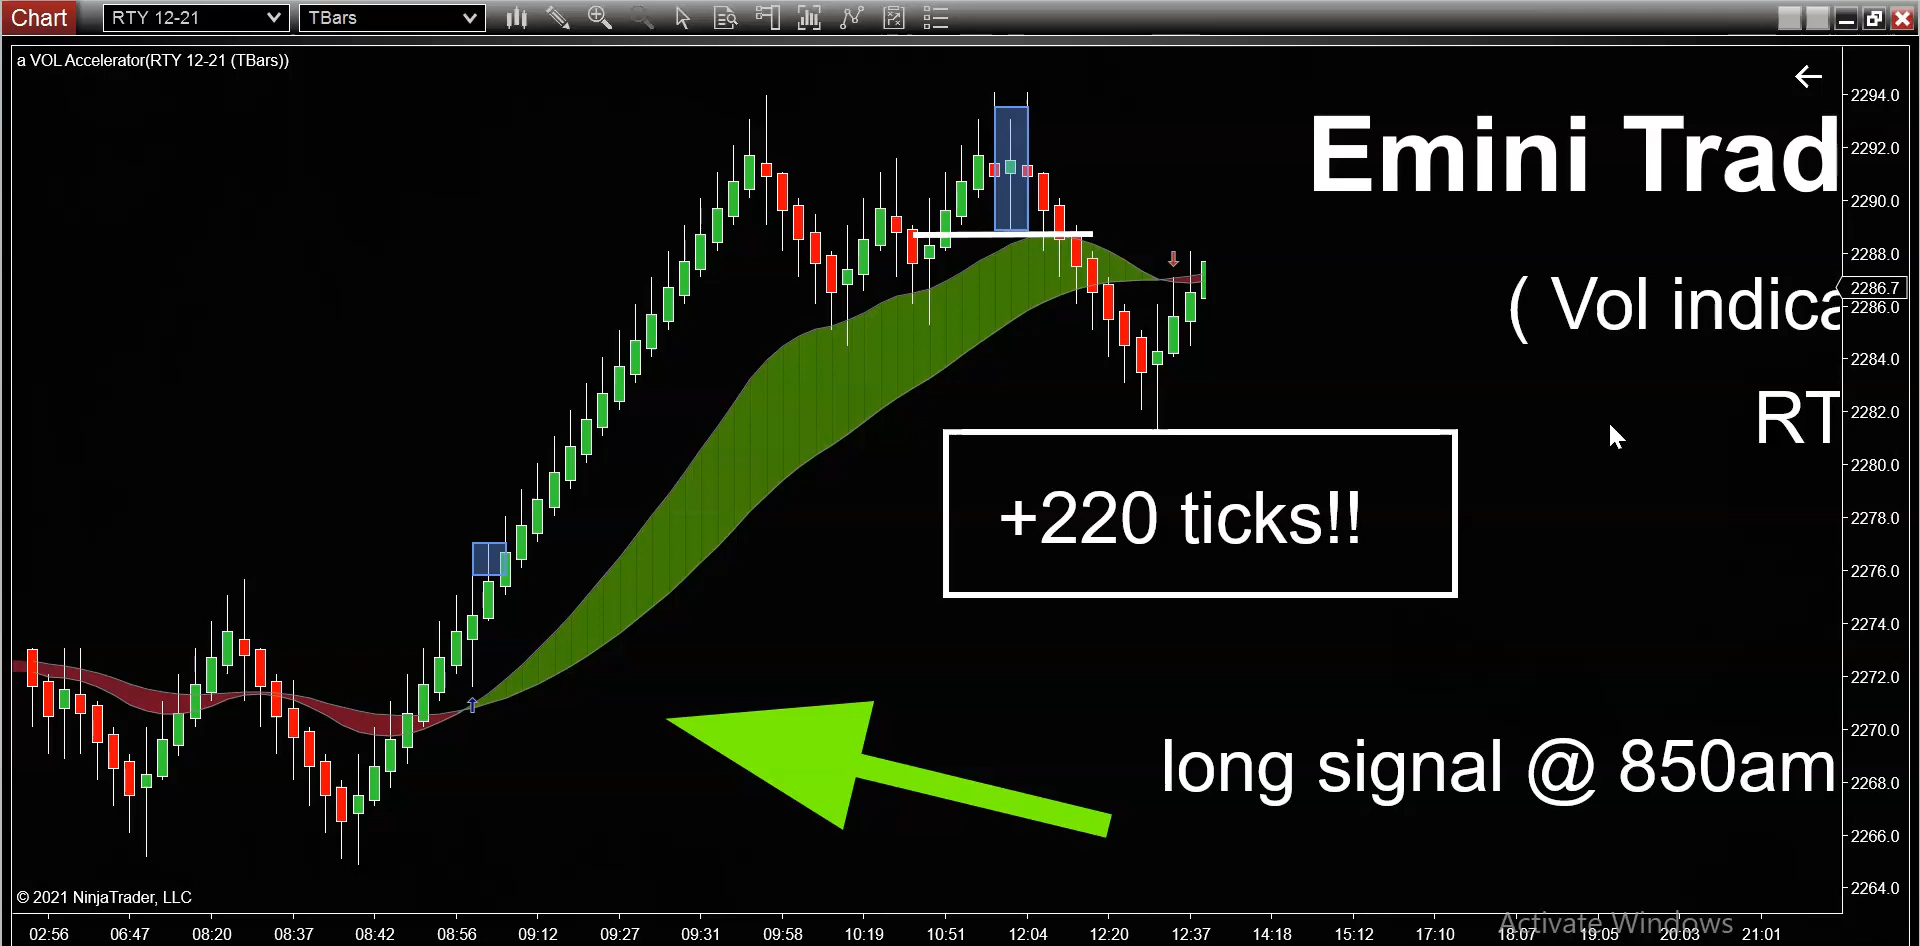 Chart RTY 12-21 TBars
a VOL Accelerator(RTY 12-21 (TBars))
2294.0
Emini Trad
2292.0
2290.0
2288.0
2286.7
( Vol indica
2286.0
2284.0
RT
2282.0
2280.0
+220 ticks!!
2278.0
2276.0
2274.0
2272.0
2270.0
long signal @ 850am
2268.0
2266.0
2264.0
© 2021 NinjaTrader, LLC
Activate Windows
02:56 06:47 08:20 08:37 08:42 08:56 09:12 09:27 09:31 09:58 10:19 10:51 12:04 12:20 12:37 14:18 15:12 17:10 18:07 19:05 20:03 21:01